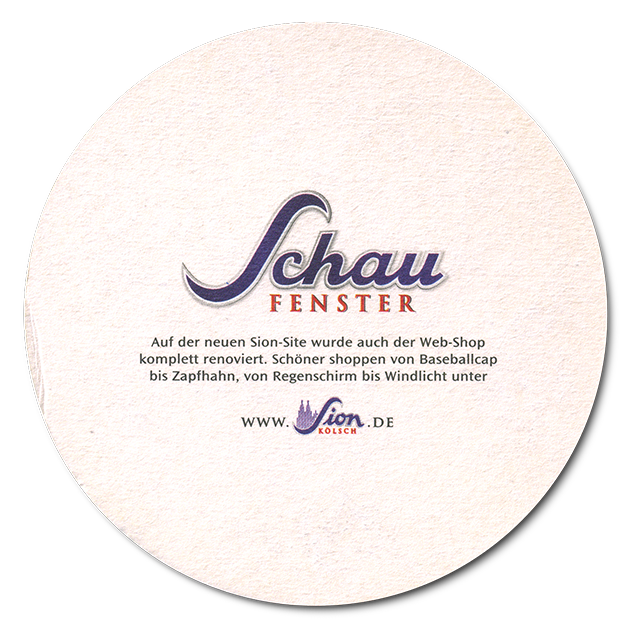 Schau
FENSTER
Auf der neuen Sion-Site wurde auch der Web-Shop
komplett renoviert. Schöner shoppen von Baseballcap
bis Zapfhahn, von Regenschirm bis Windlicht unter
WWW. Sion .DE
KÖLSCH